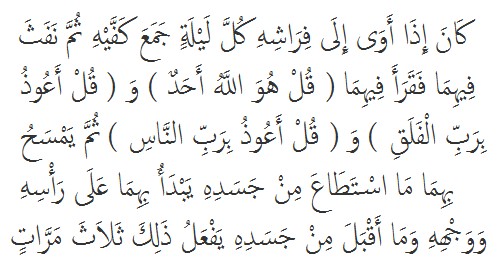 كَانَ إِذَا أَوَى إِلَى فِرَاشِهِ كُلَّ لَيْلَةٍ جَمَعَ كَفَّيْهِ ثُمَّ نَفَثَ
فِيهِمَا فَقَرَأَ فِيهِمَا ( قُلْ هُوَ اللَّهُ أَحَدٌ ) وَ ( قُلْ أَعُوذُ
بِرَبِّ الْفَلَقِ ) وَ ( قُلْ أَعُوذُ بِرَبِّ النَّاسِ ) ثُمَّ يَمْسَحُ
بِهِمَا مَا اسْتَطَاعَ مِنْ جَسَدِهِ يَبْدَأُ بِهِمَا عَلَى رَأْسِهِ
وَوَجْهِهِ وَمَا أَقْبَلَ مِنْ جَسَدِهِ يَفْعَلُ ذَلِكَ ثَلَاثَ مَرَّاتٍ